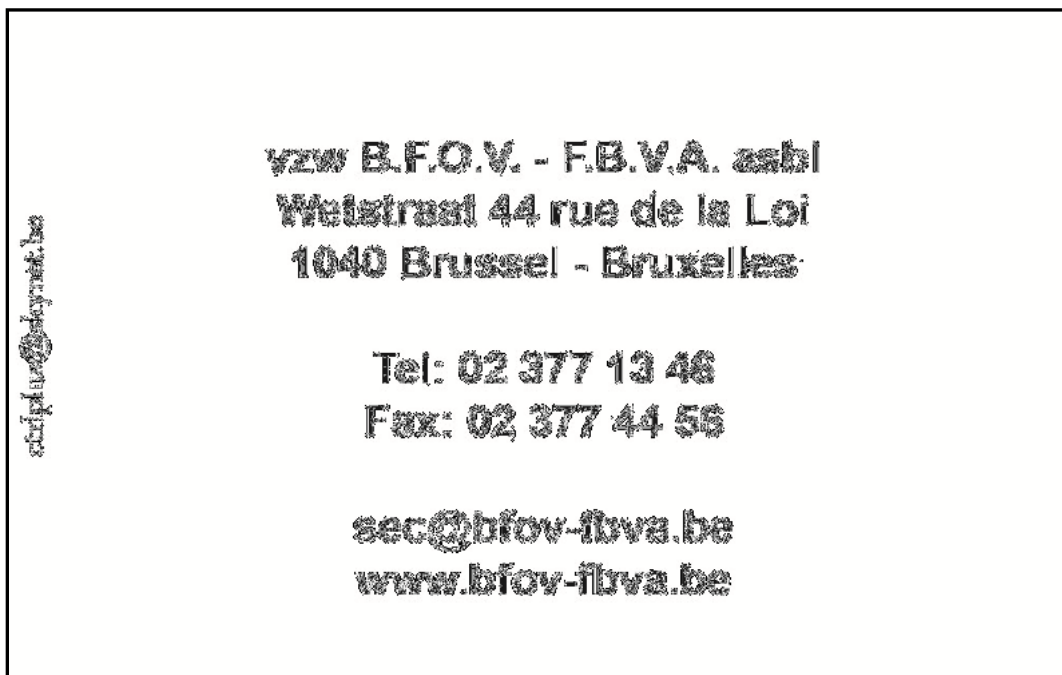 vzw B.F.O.V. - F.B.V.A. asbl
Wetstraat 44 rue de la Loi
1040 Brussel - Bruxelles
Tel: 02 377 13 46
Fax: 02 377 44 56
sec@bfov-fbva.be
www.bfov-fbva.be